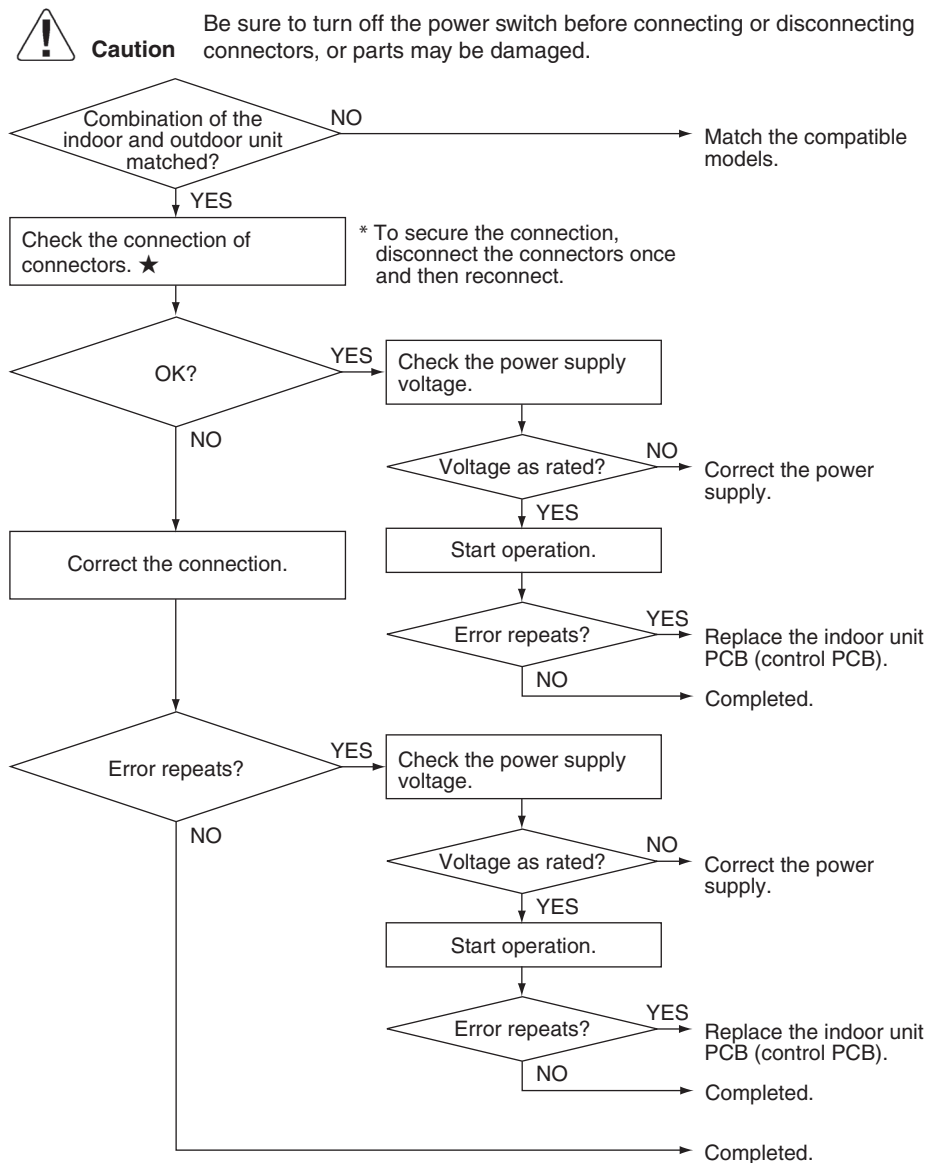 Be sure to turn off the power switch before connecting or disconnecting
Caution connectors, or parts may be damaged.
Combination of the
indoor and outdoor unit
matched?
NO
Match the compatible
models.
YES
Check the connection of
connectors. ★
* To secure the connection,
disconnect the connectors once
and then reconnect.
OK?
YES
Check the power supply
voltage.
NO
Voltage as rated?
NO
Correct the power
supply.
YES
Correct the connection.
Start operation.
Error repeats?
YES
Replace the indoor unit
PCB (control PCB).
NO
Completed.
Error repeats?
YES
Check the power supply
voltage.
NO
Voltage as rated?
NO
Correct the power
supply.
YES
Start operation.
Error repeats?
YES
Replace the indoor unit
PCB (control PCB).
NO
Completed.
Completed.